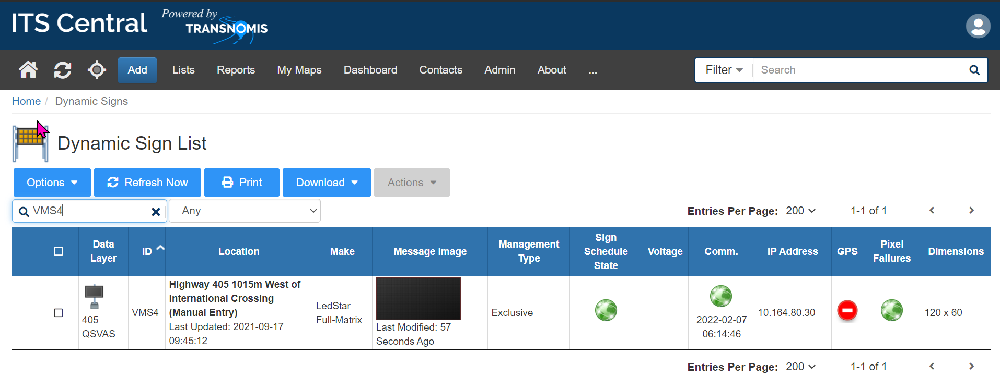 ITS Central Powered by
TRANSNOMIS
Add Lists Reports My Maps Dashboard Contacts Admin About ... Filter Search
Home / Dynamic Signs
Dynamic Sign List
Options Refresh Now Print Download Actions
VMS4 Any Entries Per Page: 200 1-1 of 1
Data Layer ID Location Make Message Image Management Type Sign Schedule State Voltage Comm. IP Address GPS Pixel Failures Dimensions
405 QSVAS
VMS4
Highway 405 1015m West of
International Crossing
(Manual Entry)
Last Updated: 2021-09-17
09:45:12
LedStar
Full-Matrix
Last Modified: 57
Seconds Ago
Exclusive
2022-02-07
06:14:46
10.164.80.30
120 x 60
Entries Per Page: 200 1-1 of 1